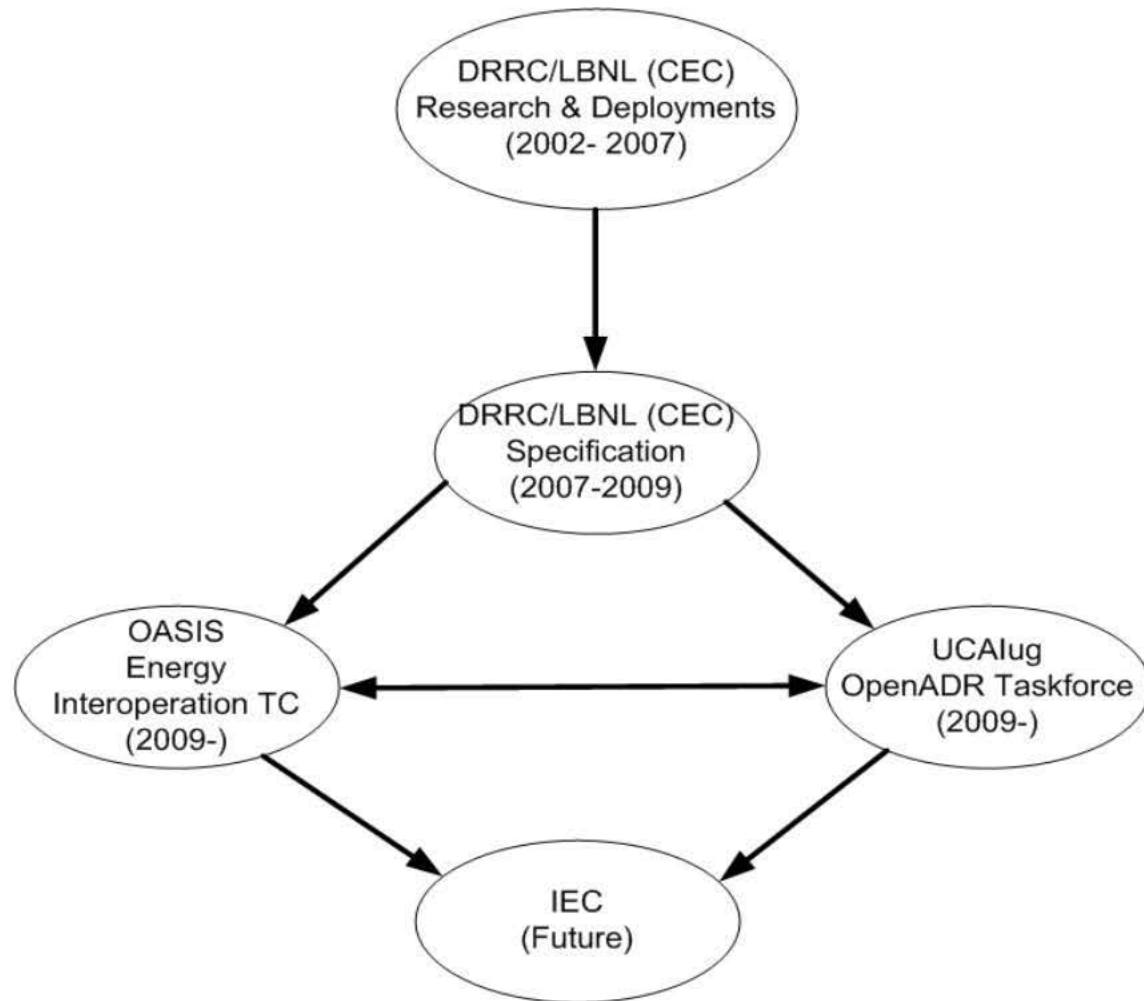 DRRC/LBNL (CEC)
Research & Deployments
(2002- 2007)
DRRC/LBNL (CEC)
Specification
(2007-2009)
OASIS
Energy
Interoperation TC
(2009-)
UCAIug
OpenADR Taskforce
(2009-)
IEC
(Future)